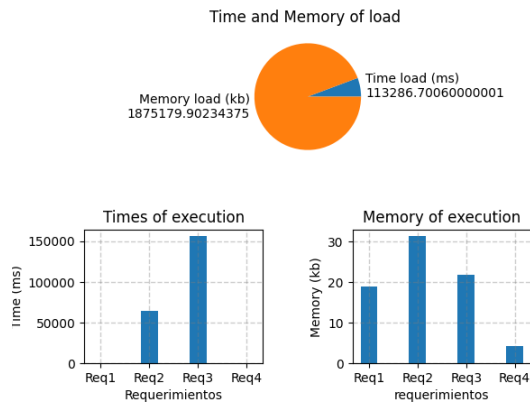 Time and Memory of load
Time load (ms)
113286.70060000001
Memory load (kb)
1875179.90234375
Times of execution
Time (ms)
150000
100000
50000
0
Req1 Req2 Req3 Req4
Requerimientos
Memory of execution
Memory (kb)
30
20
10
0
Req1 Req2 Req3 Req4
requerimientos